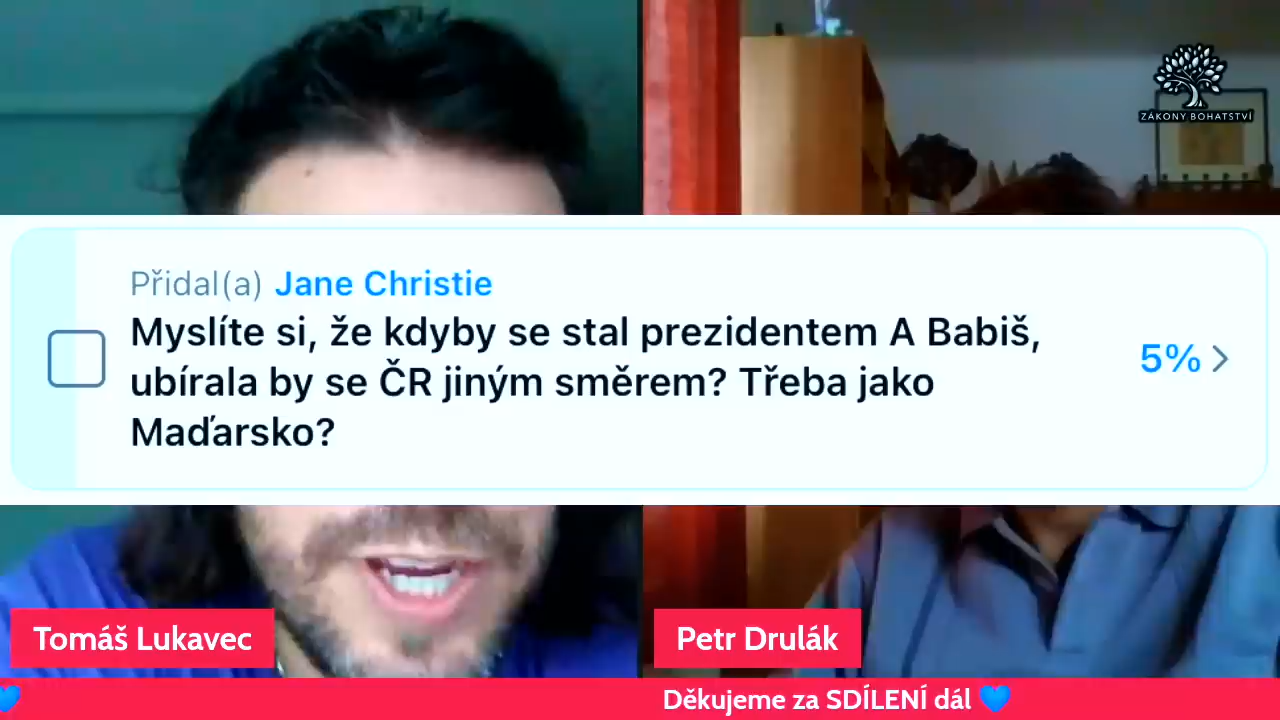 ZÁKONY BOHATSTVÍ
Přidal(a) Jane Christie
Myslíte si, že kdyby se stal prezidentem A Babiš,
ubírala by se ČR jiným směrem? Třeba jako
Maďarsko?
5%
Tomáš Lukavec
Petr Drulák
Děkujeme za SDÍLENÍ dál 💙